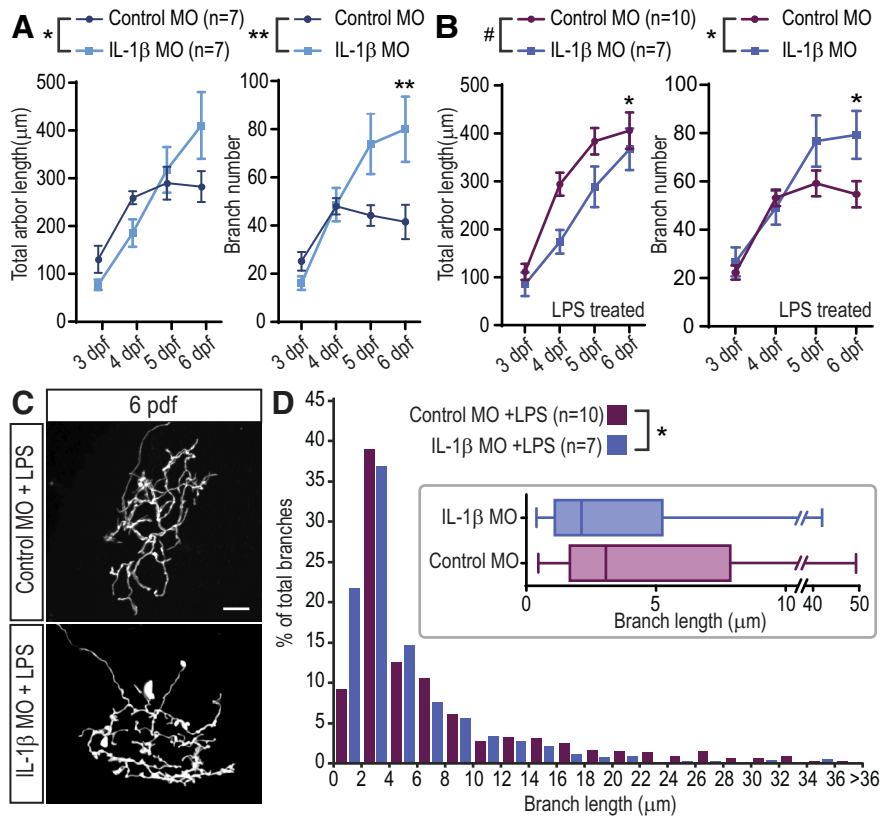 A
* Control MO (n=7)
IL-1β MO (n=7)
** Control MO
IL-1β MO
Total arbor length(μm)
500
400
300
200
100
0
3 dpf 4 dpf 5 dpf 6 dpf
Branch number
100
80
60
40
20
0
**
3 dpf 4 dpf 5 dpf 6 dpf
B
# Control MO (n=10)
IL-1β MO (n=7)
* Control MO
IL-1β MO
Total arbor length (μm)
500
400
300
200
100
0
*
LPS treated
3 dpf 4 dpf 5 dpf 6 dpf
Branch number
100
80
60
40
20
0
*
LPS treated
3 dpf 4 dpf 5 dpf 6 dpf
C
6 pdf
Control MO + LPS
IL-1β MO + LPS
D
% of total branches
45
40
35
30
25
20
15
10
5
0
Control MO +LPS (n=10)
IL-1β MO +LPS (n=7)
*
IL-1β MO
Control MO
0 5 10 40 50
Branch length (μm)
0 2 4 6 8 10 12 14 16 18 20 22 24 26 28 30 32 34 36 >36
Branch length (μm)